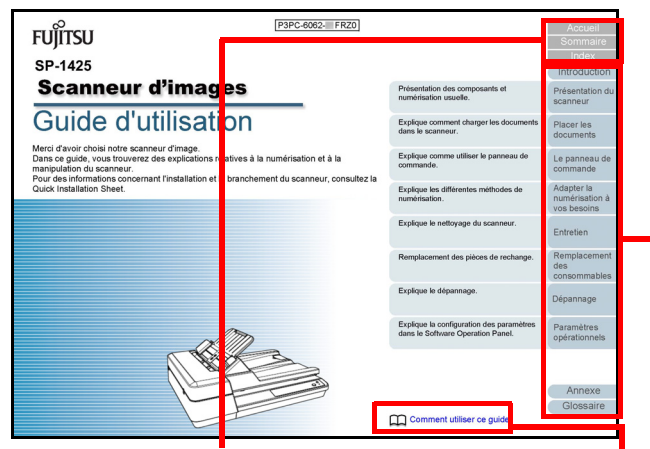 FUJITSU
P3PC-6062- FRZ0
SP-1425
Scanneur d'images
Guide d'utilisation
Merci d'avoir choisi notre scanneur d'image.
Dans ce guide, vous trouverez des explications relatives à la numérisation et à la
manipulation du scanneur.
Pour des informations concernant l'installation et le branchement du scanneur, consultez la
Quick Installation Sheet.
Accueil
Sommaire
Index
Introduction
Présentation des composants et
numérisation usuelle.
Présentation du
scanneur
Explique comment charger les documents
dans le scanneur.
Placer les
documents
Explique comme utiliser le panneau de
commande.
Le panneau de
commande
Explique les différentes méthodes de
numérisation.
Adapter la
numérisation à
vos besoins
Explique le nettoyage du scanneur.
Entretien
Remplacement des pièces de rechange.
Remplacement
des
consommables
Explique le dépannage.
Dépannage
Explique la configuration des paramètres
dans le Software Operation Panel.
Paramètres
opérationnels
Annexe
Glossaire
Comment utiliser ce guide